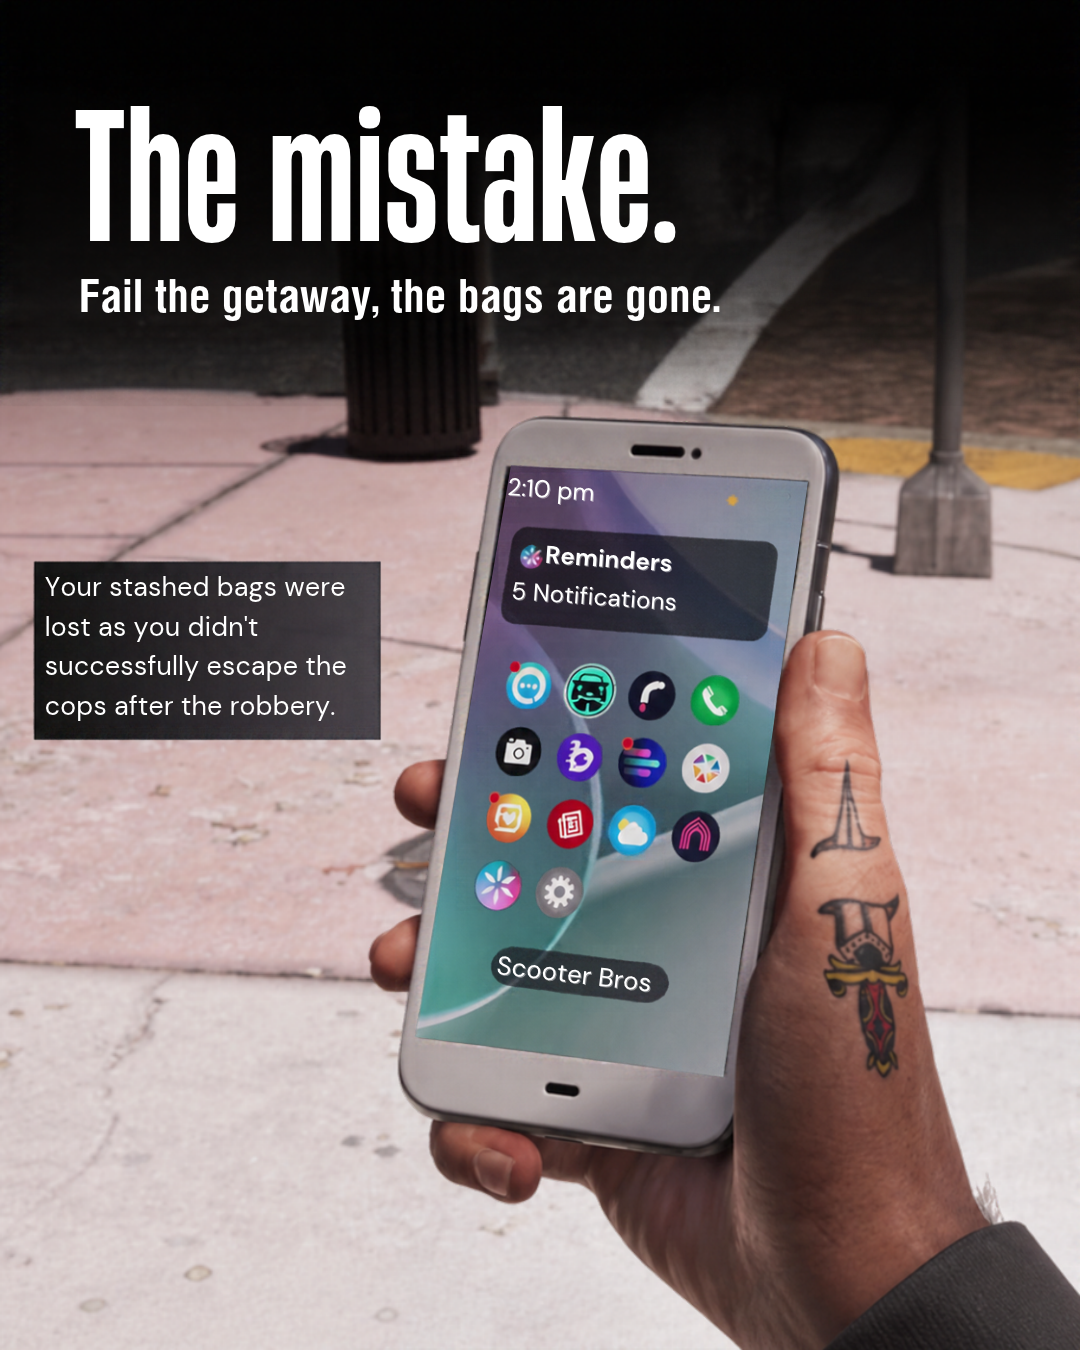 The mistake.
Fail the getaway, the bags are gone.
2:10 pm
Reminders
5 Notifications
Your stashed bags were
lost as you didn't
successfully escape the
cops after the robbery.
Scooter Bros